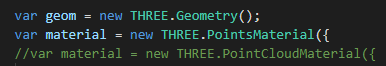 var geom = new THREE.Geometry();
var material = new THREE.PointsMaterial({
//var material = new THREE.PointCloudMaterial({